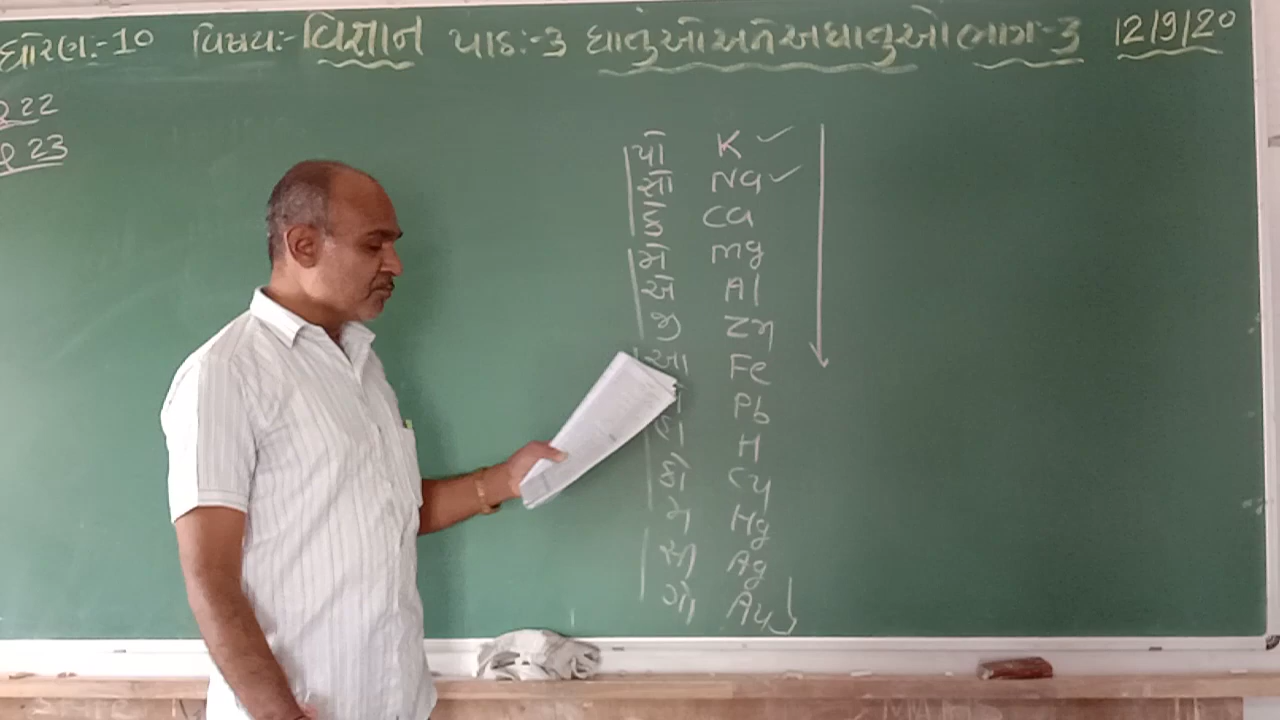 ધોરણ:-10 વિષય:- વિજ્ઞાન પાઠ:-3 ધાતુઓ અને અધાતુઓ ભાગ:-3 12/9/20
22
23
પો K ✓
સો Na ✓
કે Ca
મે Mg
એ Al
જી Zn
આ Fe
Pb
હા H
કો Cu
મ Hg
સી Ag
ગો Au